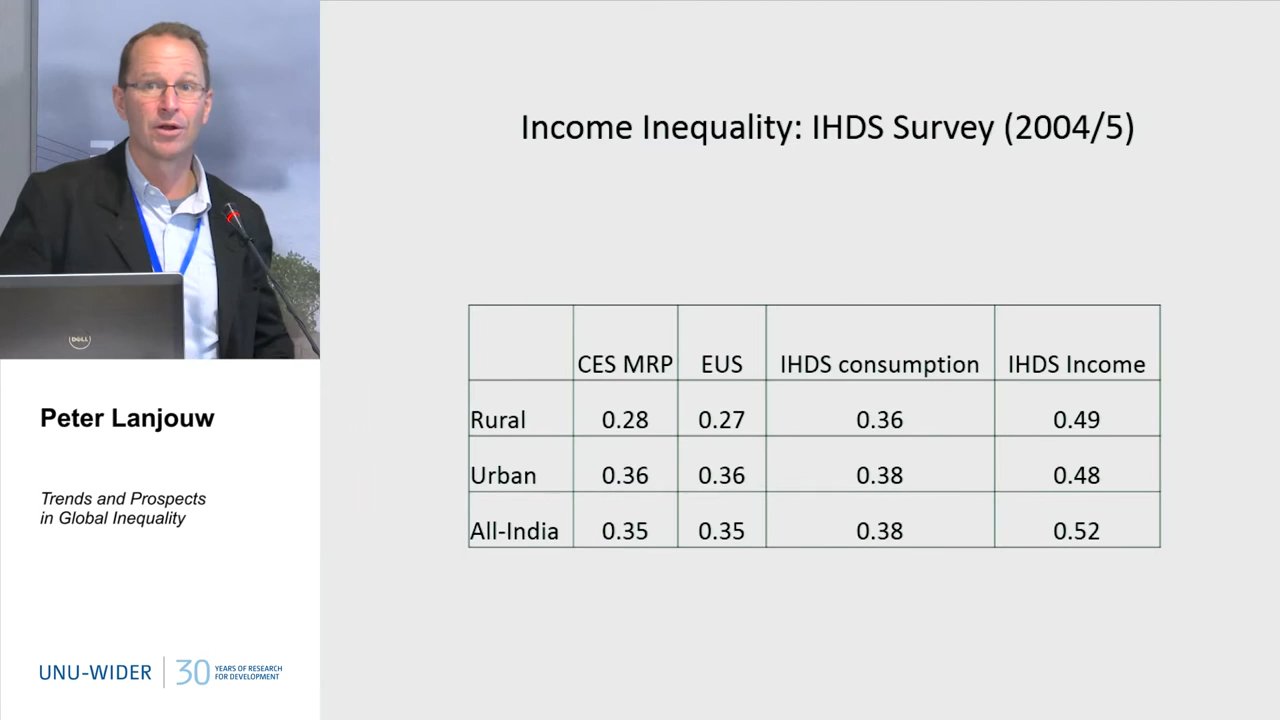 Income Inequality: IHDS Survey (2004/5)
CES MRP EUS IHDS consumption IHDS Income
Rural 0.28 0.27 0.36 0.49
Urban 0.36 0.36 0.38 0.48
All-India 0.35 0.35 0.38 0.52
DELL
Peter Lanjouw
Trends and Prospects
in Global Inequality
UNU-WIDER 30 YEARS OF RESEARCH
FOR DEVELOPMENT